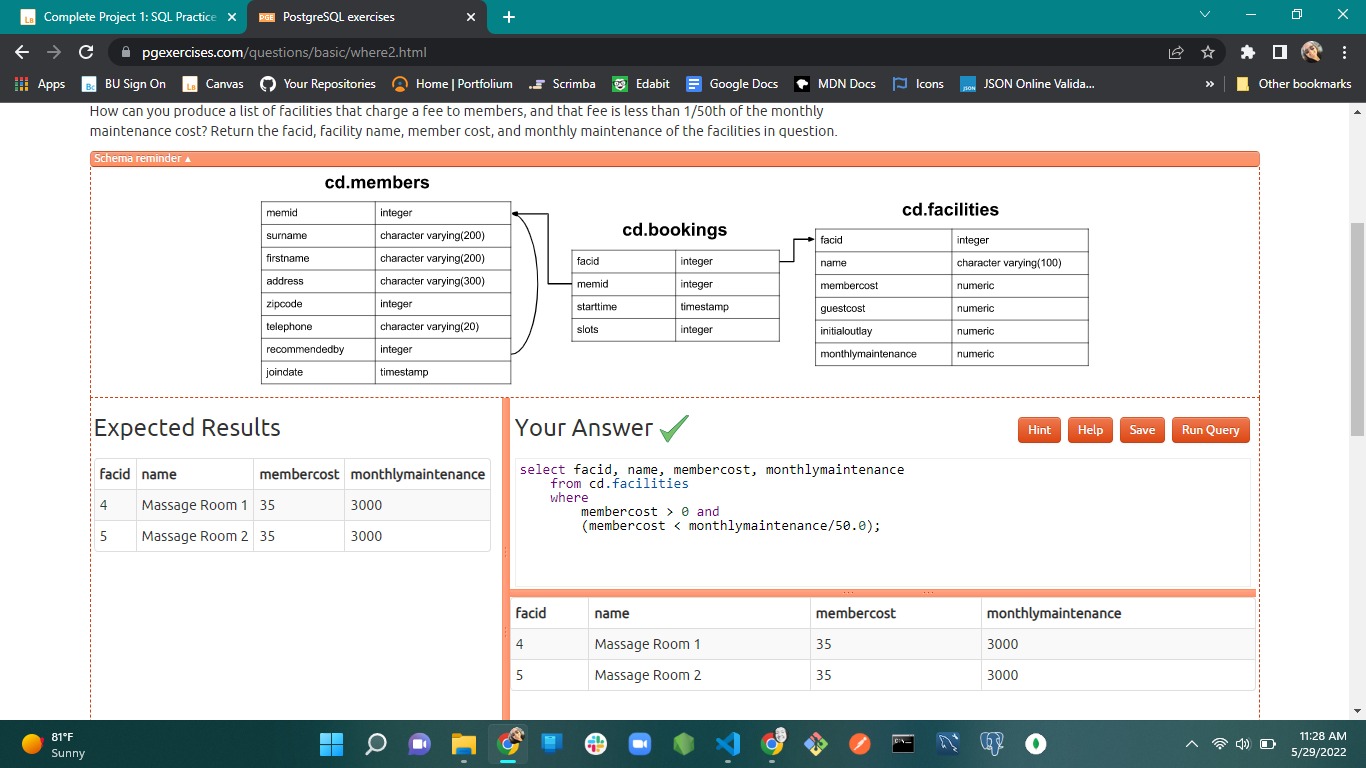 Complete Project 1: SQL Practice
PostgreSQL exercises
pgexercises.com/questions/basic/where2.html
Apps
BU Sign On
Canvas
Your Repositories
Home | Portfolium
Scrimba
Edabit
Google Docs
MDN Docs
Icons
JSON Online Valida...
»
Other bookmarks
How can you produce a list of facilities that charge a fee to members, and that fee is less than 1/50th of the monthly
maintenance cost? Return the facid, facility name, member cost, and monthly maintenance of the facilities in question.
Schema reminder ▲
cd.members
memid integer
surname character varying(200)
firstname character varying(200)
address character varying(300)
zipcode integer
telephone character varying(20)
recommendedby integer
joindate timestamp
cd.bookings
facid integer
memid integer
starttime timestamp
slots integer
cd.facilities
facid integer
name character varying(100)
membercost numeric
guestcost numeric
initialoutlay numeric
monthlymaintenance numeric
Expected Results
facid name membercost monthlymaintenance
4 Massage Room 1 35 3000
5 Massage Room 2 35 3000
Your Answer
Hint
Help
Save
Run Query
select facid, name, membercost, monthlymaintenance
from cd.facilities
where
membercost > 0 and
(membercost < monthlymaintenance/50.0);
facid name membercost monthlymaintenance
4 Massage Room 1 35 3000
5 Massage Room 2 35 3000
81°F
Sunny
11:28 AM
5/29/2022